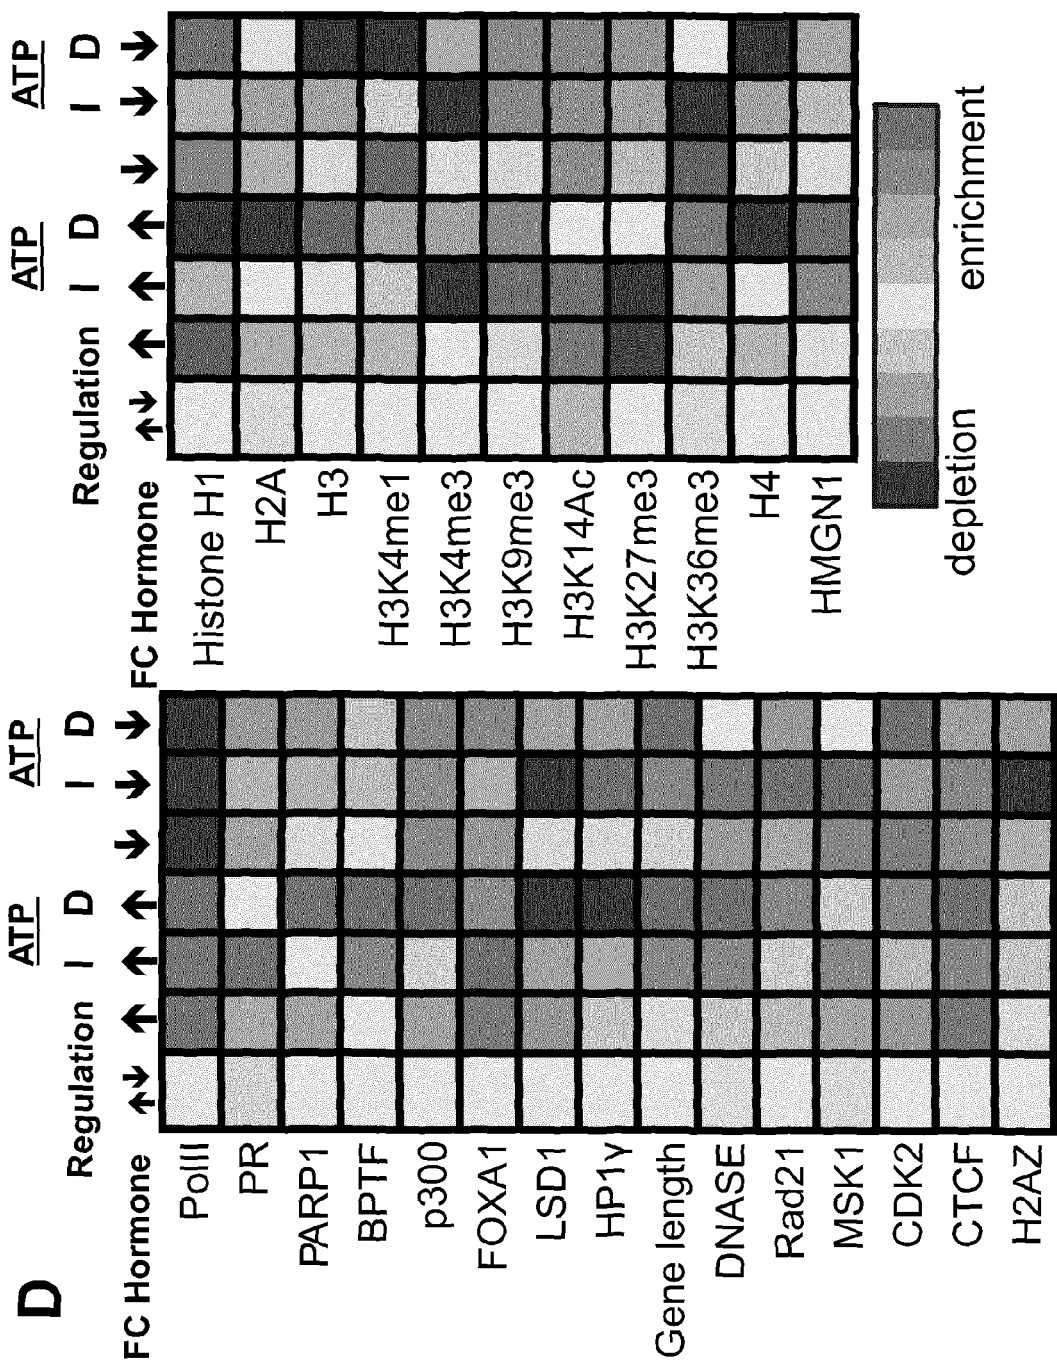 D
Regulation ATP ATP
I D I D
FC Hormone ↑↓ ↑ ↑ ↑ ↓ ↓ ↓
PolII
PR
PARP1
BPTF
p300
FOXA1
LSD1
HP1γ
Gene length
DNASE
Rad21
MSK1
CDK2
CTCF
H2AZ
Regulation ATP ATP
I D I D
FC Hormone ↑↓ ↑ ↑ ↑ ↓ ↓ ↓
Histone H1
H2A
H3
H3K4me1
H3K4me3
H3K9me3
H3K14Ac
H3K27me3
H3K36me3
H4
HMGN1
depletion enrichment